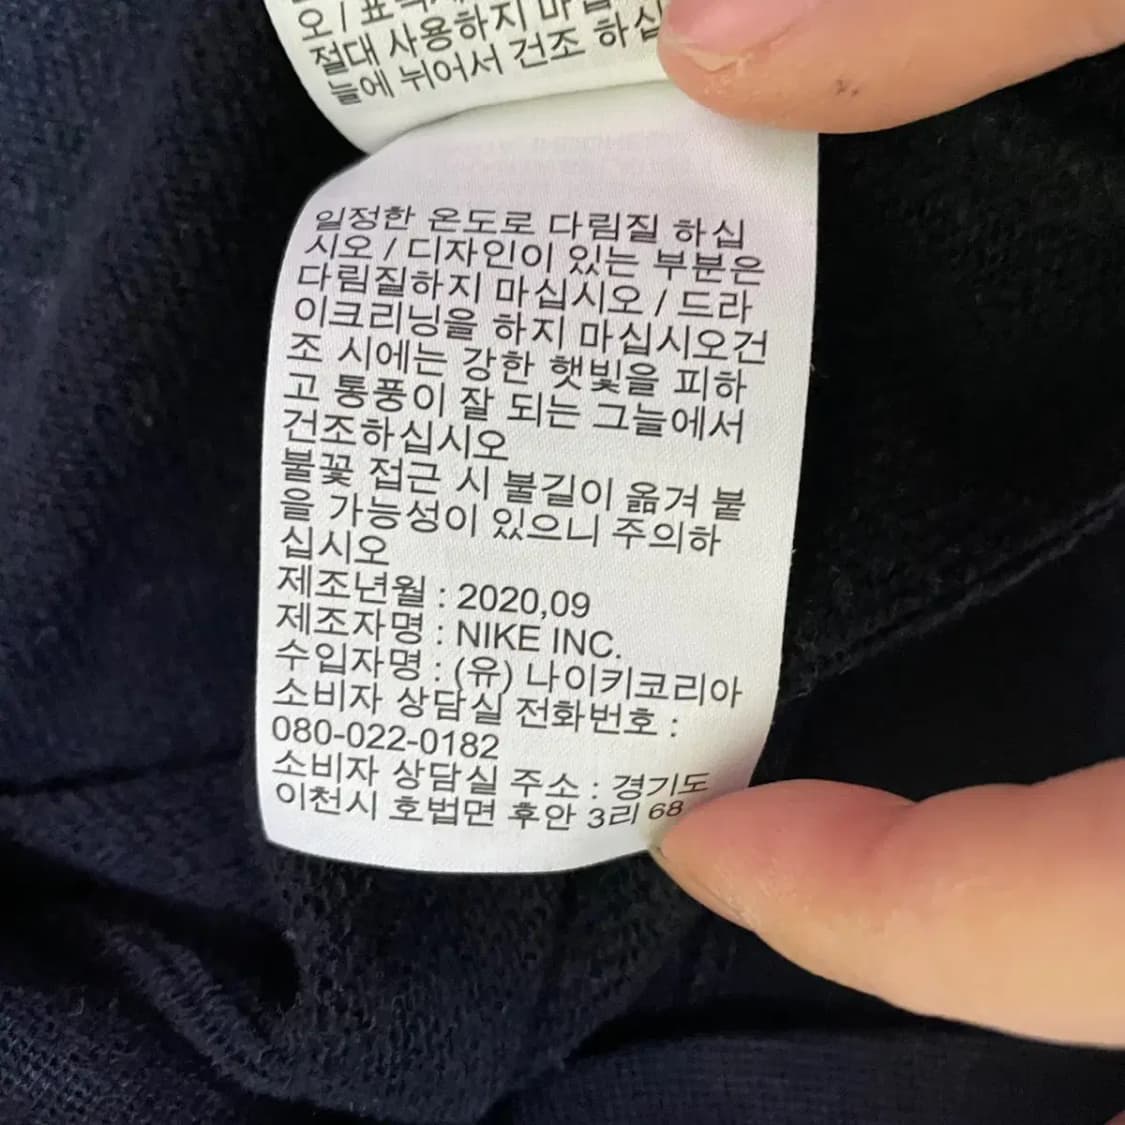 오 / 표
절대 사용하지 마
늘에 뉘어서 건조 하십
일정한 온도로 다림질 하십
시오 / 디자인이 있는 부분은
다림질하지 마십시오 / 드라
이크리닝을 하지 마십시오건
조 시에는 강한 햇빛을 피하
고 통풍이 잘 되는 그늘에서
건조하십시오
불꽃 접근 시 불길이 옮겨 붙
을 가능성이 있으니 주의하
십시오
제조년월 : 2020,09
제조자명 : NIKE INC.
수입자명 : (유) 나이키코리아
소비자 상담실 전화번호 :
080-022-0182
소비자 상담실 주소 : 경기도
이천시 호법면 후안 3리 68